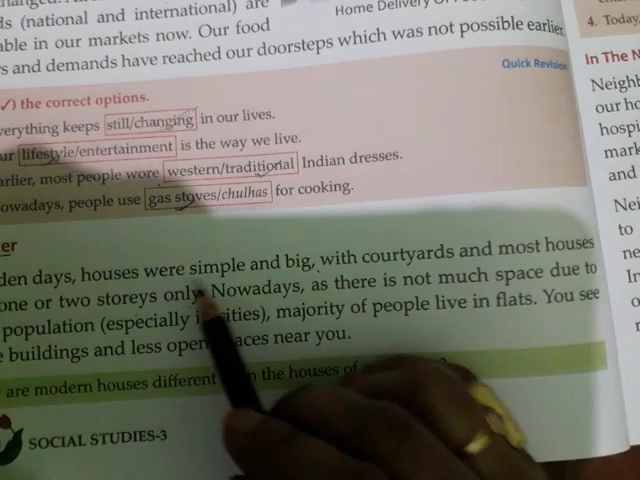 ds (national and international) are
able in our markets now. Our food
Home Delivery Of
s and demands have reached our doorsteps which was not possible earlier.
Quick Revision
✓) the correct options.
verything keeps still/changing in our lives.
ur lifestyle/entertainment is the way we live.
arlier, most people wore western/traditional Indian dresses.
owadays, people use gas stoves/chulhas for cooking.
er
den days, houses were simple and big, with courtyards and most houses
one or two storeys only. Nowadays, as there is not much space due to
population (especially in cities), majority of people live in flats. You see
buildings and less open spaces near you.
are modern houses different the houses of
SOCIAL STUDIES-3
4. Today,
In The N
Neighb
our ho
hospi
mark
and
Nei
to
ne
In